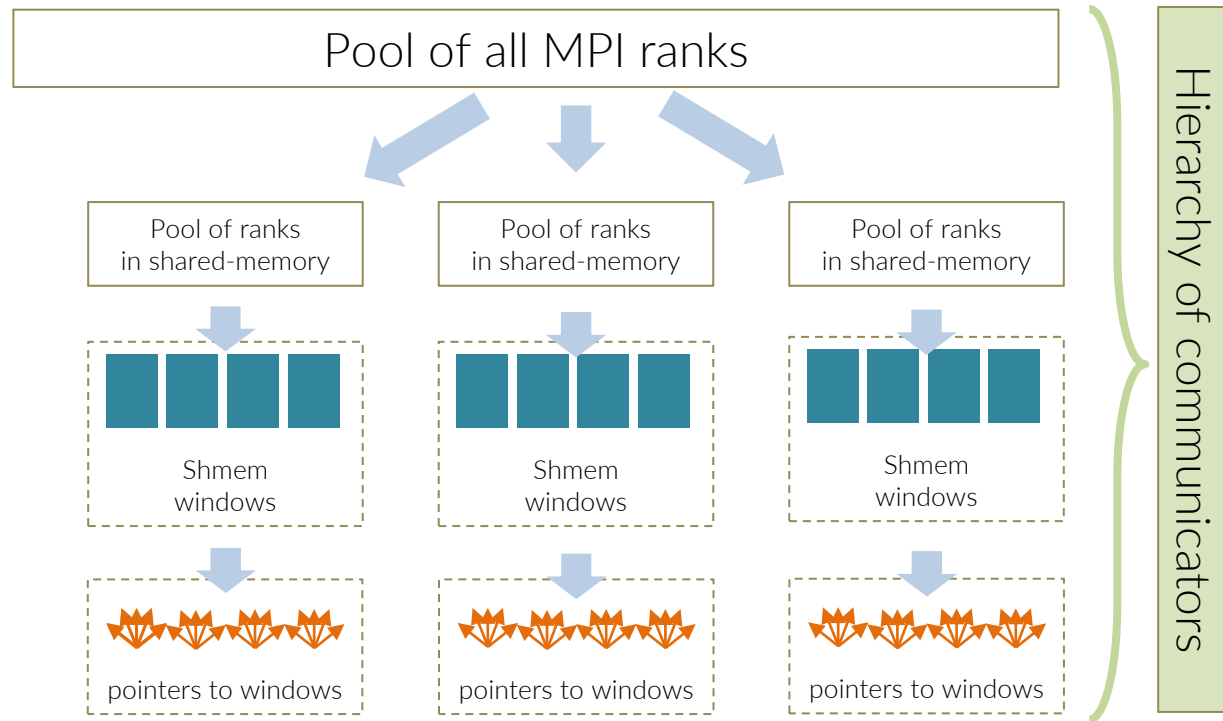 Pool of all MPI ranks
Hierarchy of communicators
Pool of ranks
in shared-memory
Pool of ranks
in shared-memory
Pool of ranks
in shared-memory
Shmem
windows
Shmem
windows
Shmem
windows
pointers to windows
pointers to windows
pointers to windows